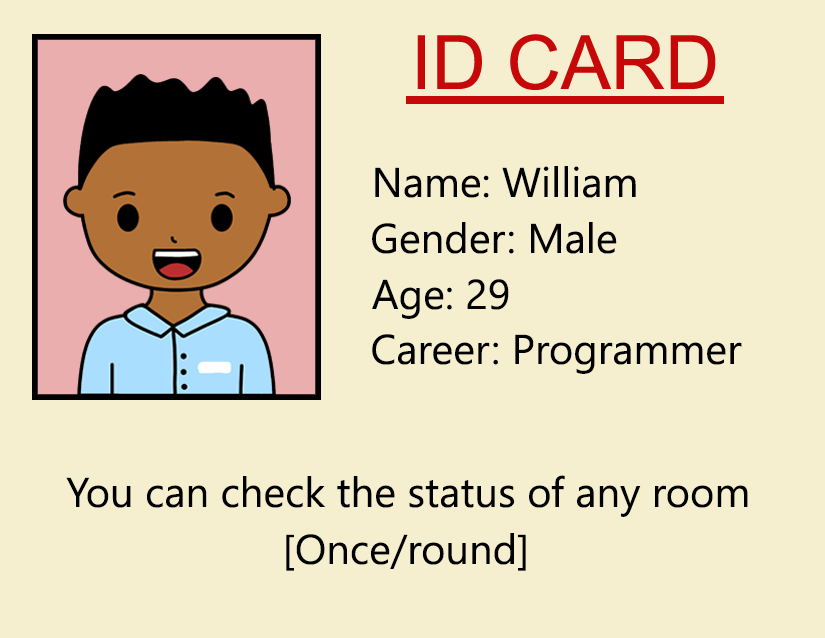 ID CARD
Name: William
Gender: Male
Age: 29
Career: Programmer
You can check the status of any room
[Once/round]